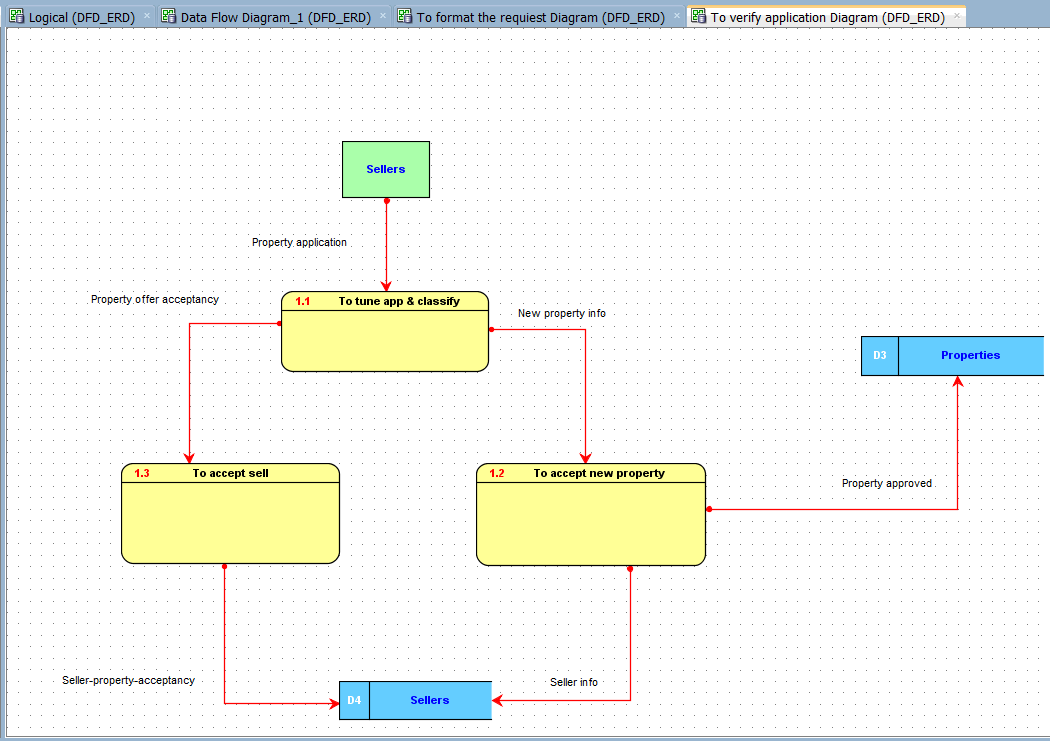 Logical (DFD_ERD)
Data Flow Diagram_1 (DFD_ERD)
To format the requiest Diagram (DFD_ERD)
To verify application Diagram (DFD_ERD)
Sellers
Property application
Property offer acceptancy
1.1 To tune app & classify
New property info
D3 Properties
1.3 To accept sell
1.2 To accept new property
Property approved
Seller-property-acceptancy
Seller info
D4 Sellers